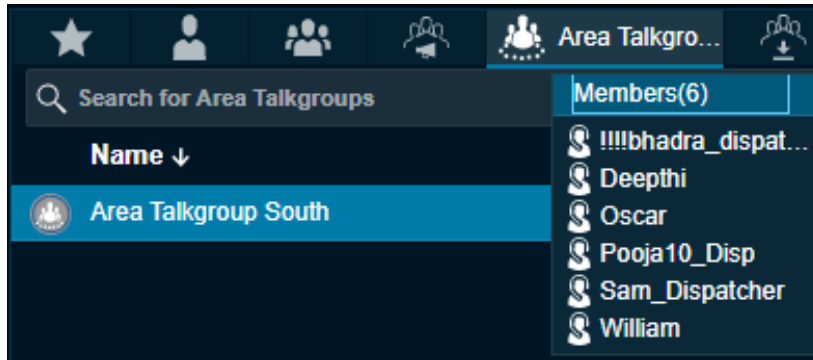 Area Talkgro...
Search for Area Talkgroups
Name ↓
Area Talkgroup South
Members(6)
!!!!bhadra_dispat...
Deepthi
Oscar
Pooja10_Disp
Sam_Dispatcher
William